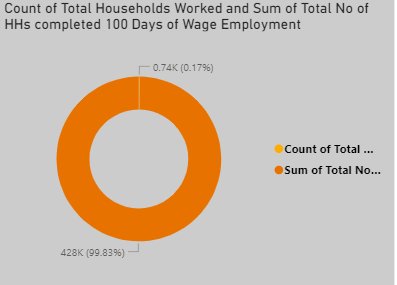 Count of Total Households Worked and Sum of Total No of
HHs completed 100 Days of Wage Employment
0.74K (0.17%)
Count of Total ...
Sum of Total No...
428K (99.83%)